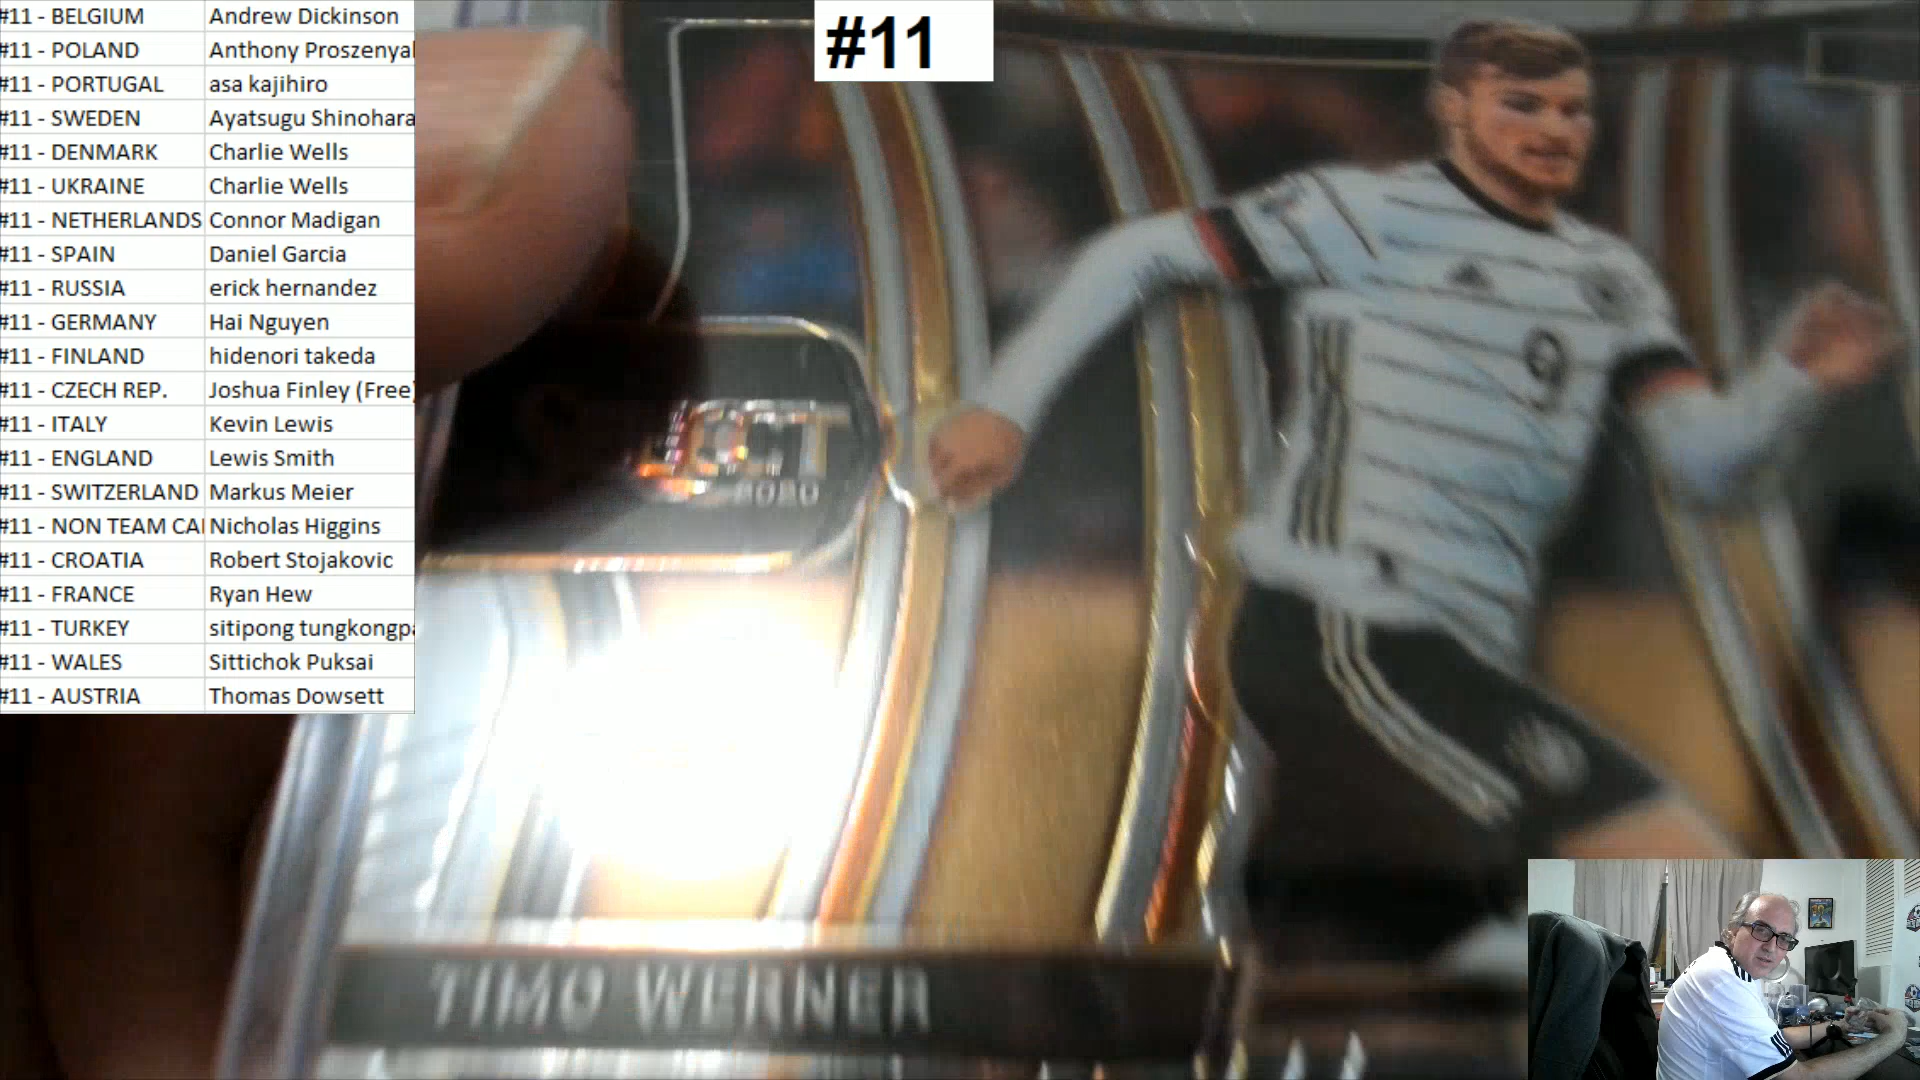 #11 - BELGIUM Andrew Dickinson
#11 - POLAND Anthony Proszenya
#11 - PORTUGAL asa kajihiro
#11 - SWEDEN Ayatsugu Shinohara
#11 - DENMARK Charlie Wells
#11 - UKRAINE Charlie Wells
#11 - NETHERLANDS Connor Madigan
#11 - SPAIN Daniel Garcia
#11 - RUSSIA erick hernandez
#11 - GERMANY Hai Nguyen
#11 - FINLAND hidenori takeda
#11 - CZECH REP. Joshua Finley (Free)
#11 - ITALY Kevin Lewis
#11 - ENGLAND Lewis Smith
#11 - SWITZERLAND Markus Meier
#11 - NON TEAM CA Nicholas Higgins
#11 - CROATIA Robert Stojakovic
#11 - FRANCE Ryan Hew
#11 - TURKEY sitipong tungkongp
#11 - WALES Sittichok Puksai
#11 - AUSTRIA Thomas Dowsett
#11
9
TIMO WERNER